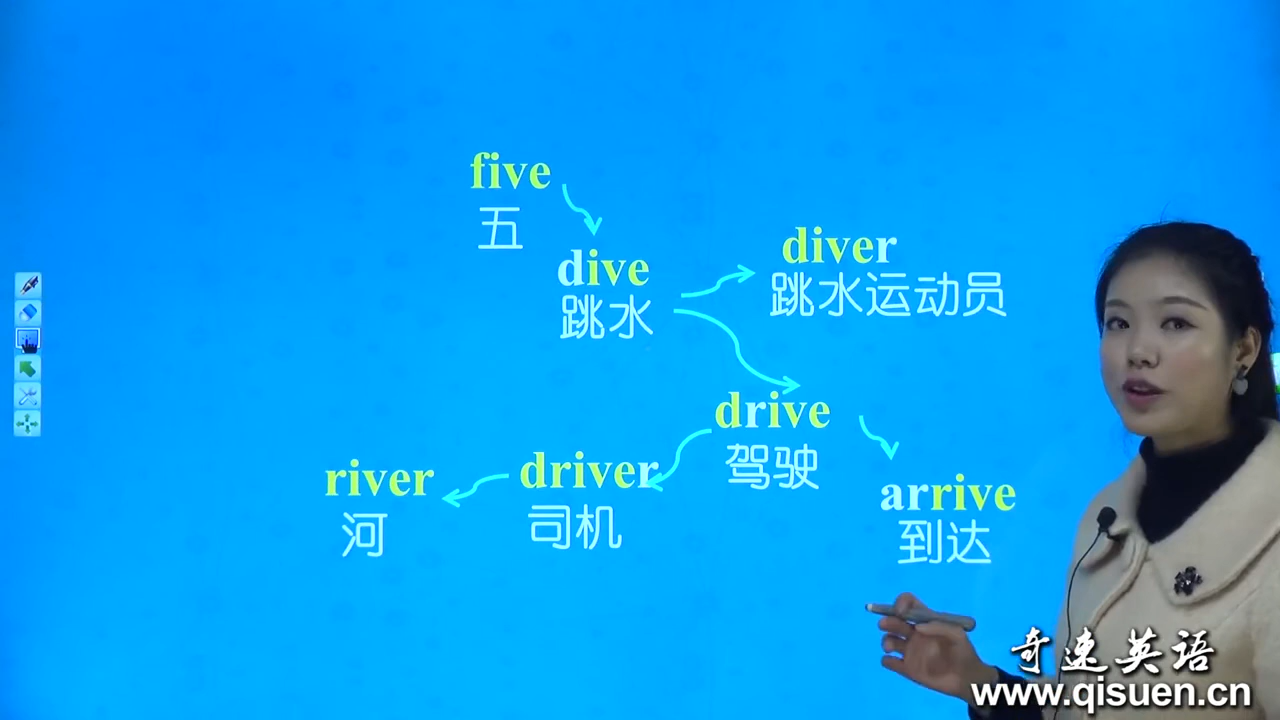 five
五
dive
跳水
diver
跳水运动员
drive
驾驶
driver
司机
river
河
arrive
到达
奇速英语
www.qisuen.cn